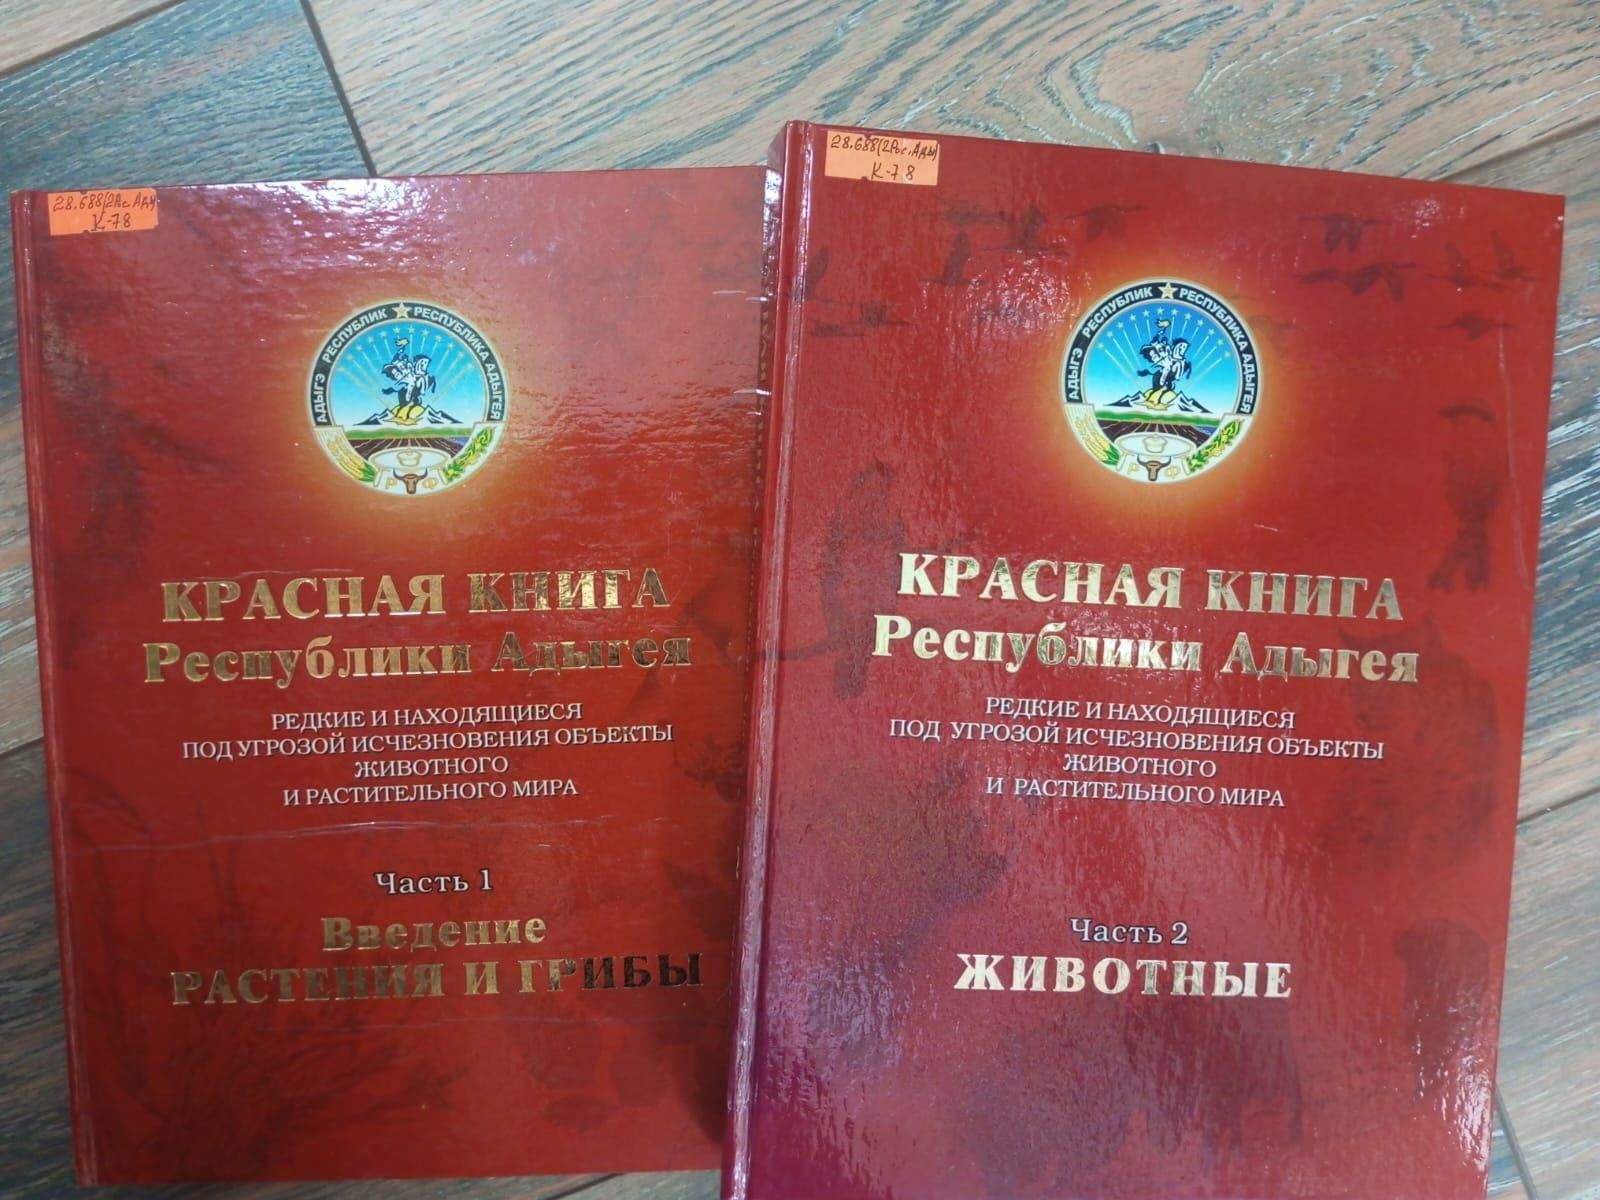 28.688(2Рос.Ады)
К-78
АДЫГЭ РЕСПУБЛИК ★ РЕСПУБЛИКА АДЫГЕЯ
Р Ф
КРАСНАЯ КНИГА
Республики Адыгея
РЕДКИЕ И НАХОДЯЩИЕСЯ
ПОД УГРОЗОЙ ИСЧЕЗНОВЕНИЯ ОБЪЕКТЫ
ЖИВОТНОГО
И РАСТИТЕЛЬНОГО МИРА
Часть 1
Введение
РАСТЕНИЯ И ГРИБЫ
28.688(2Рос.Ады)
К-78
АДЫГЭ РЕСПУБЛИК ★ РЕСПУБЛИКА АДЫГЕЯ
Р Ф
КРАСНАЯ КНИГА
Республики Адыгея
РЕДКИЕ И НАХОДЯЩИЕСЯ
ПОД УГРОЗОЙ ИСЧЕЗНОВЕНИЯ ОБЪЕКТЫ
ЖИВОТНОГО
И РАСТИТЕЛЬНОГО МИРА
Часть 2
ЖИВОТНЫЕ